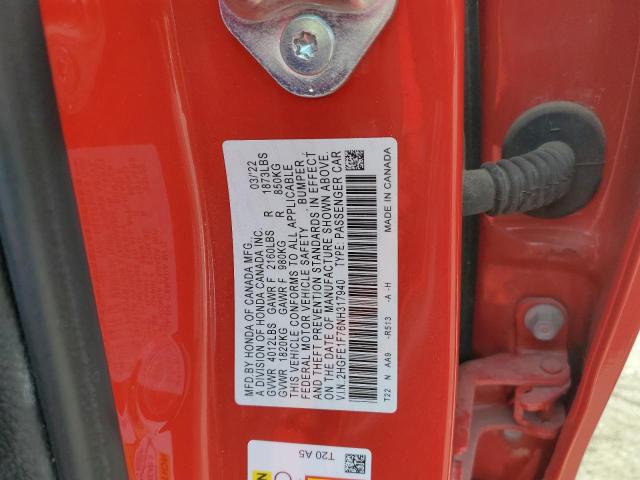 MFD.BY HONDA OF CANADA MFG. 03/22
A DIVISION OF HONDA CANADA INC.
GVWR 4012LBS GAWR F 2160LBS R 1873LBS
GVWR 1820KG GAWR F 980KG R 850KG
THIS VEHICLE CONFORMS TO ALL APPLICABLE
FEDERAL MOTOR VEHICLE SAFETY BUMPER,
AND THEFT PREVENTION STANDARDS IN EFFECT
ON THE DATE OF MANUFACTURE SHOWN ABOVE.
V.I.N.:2HGFE1F76NH317940 TYPE: PASSENGER CAR
T22 N AA9 -R513 -A -H MADE IN CANADA
T20 A5